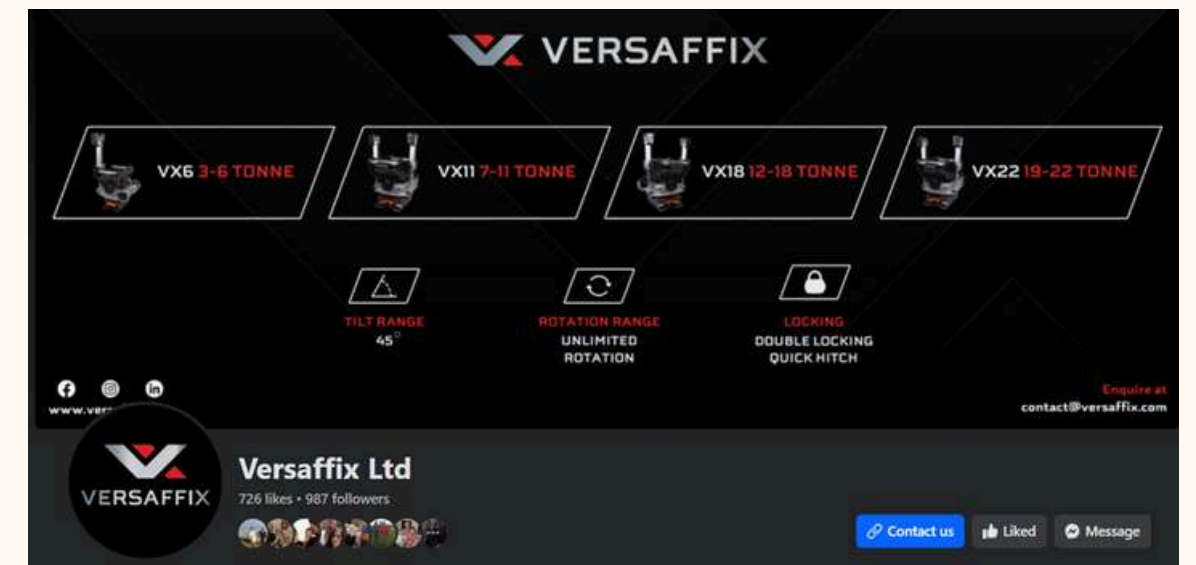 VERSAFFIX
VX6 3-6 TONNE
VX11 7-11 TONNE
VX18 12-18 TONNE
VX22 19-22 TONNE
TILT RANGE
45°
ROTATION RANGE
UNLIMITED
ROTATION
LOCKING
DOUBLE LOCKING
QUICK HITCH
Enquire at
contact@versaffix.com
VERSAFFIX
Versaffix Ltd
726 likes • 987 followers
Contact us
Liked
Message